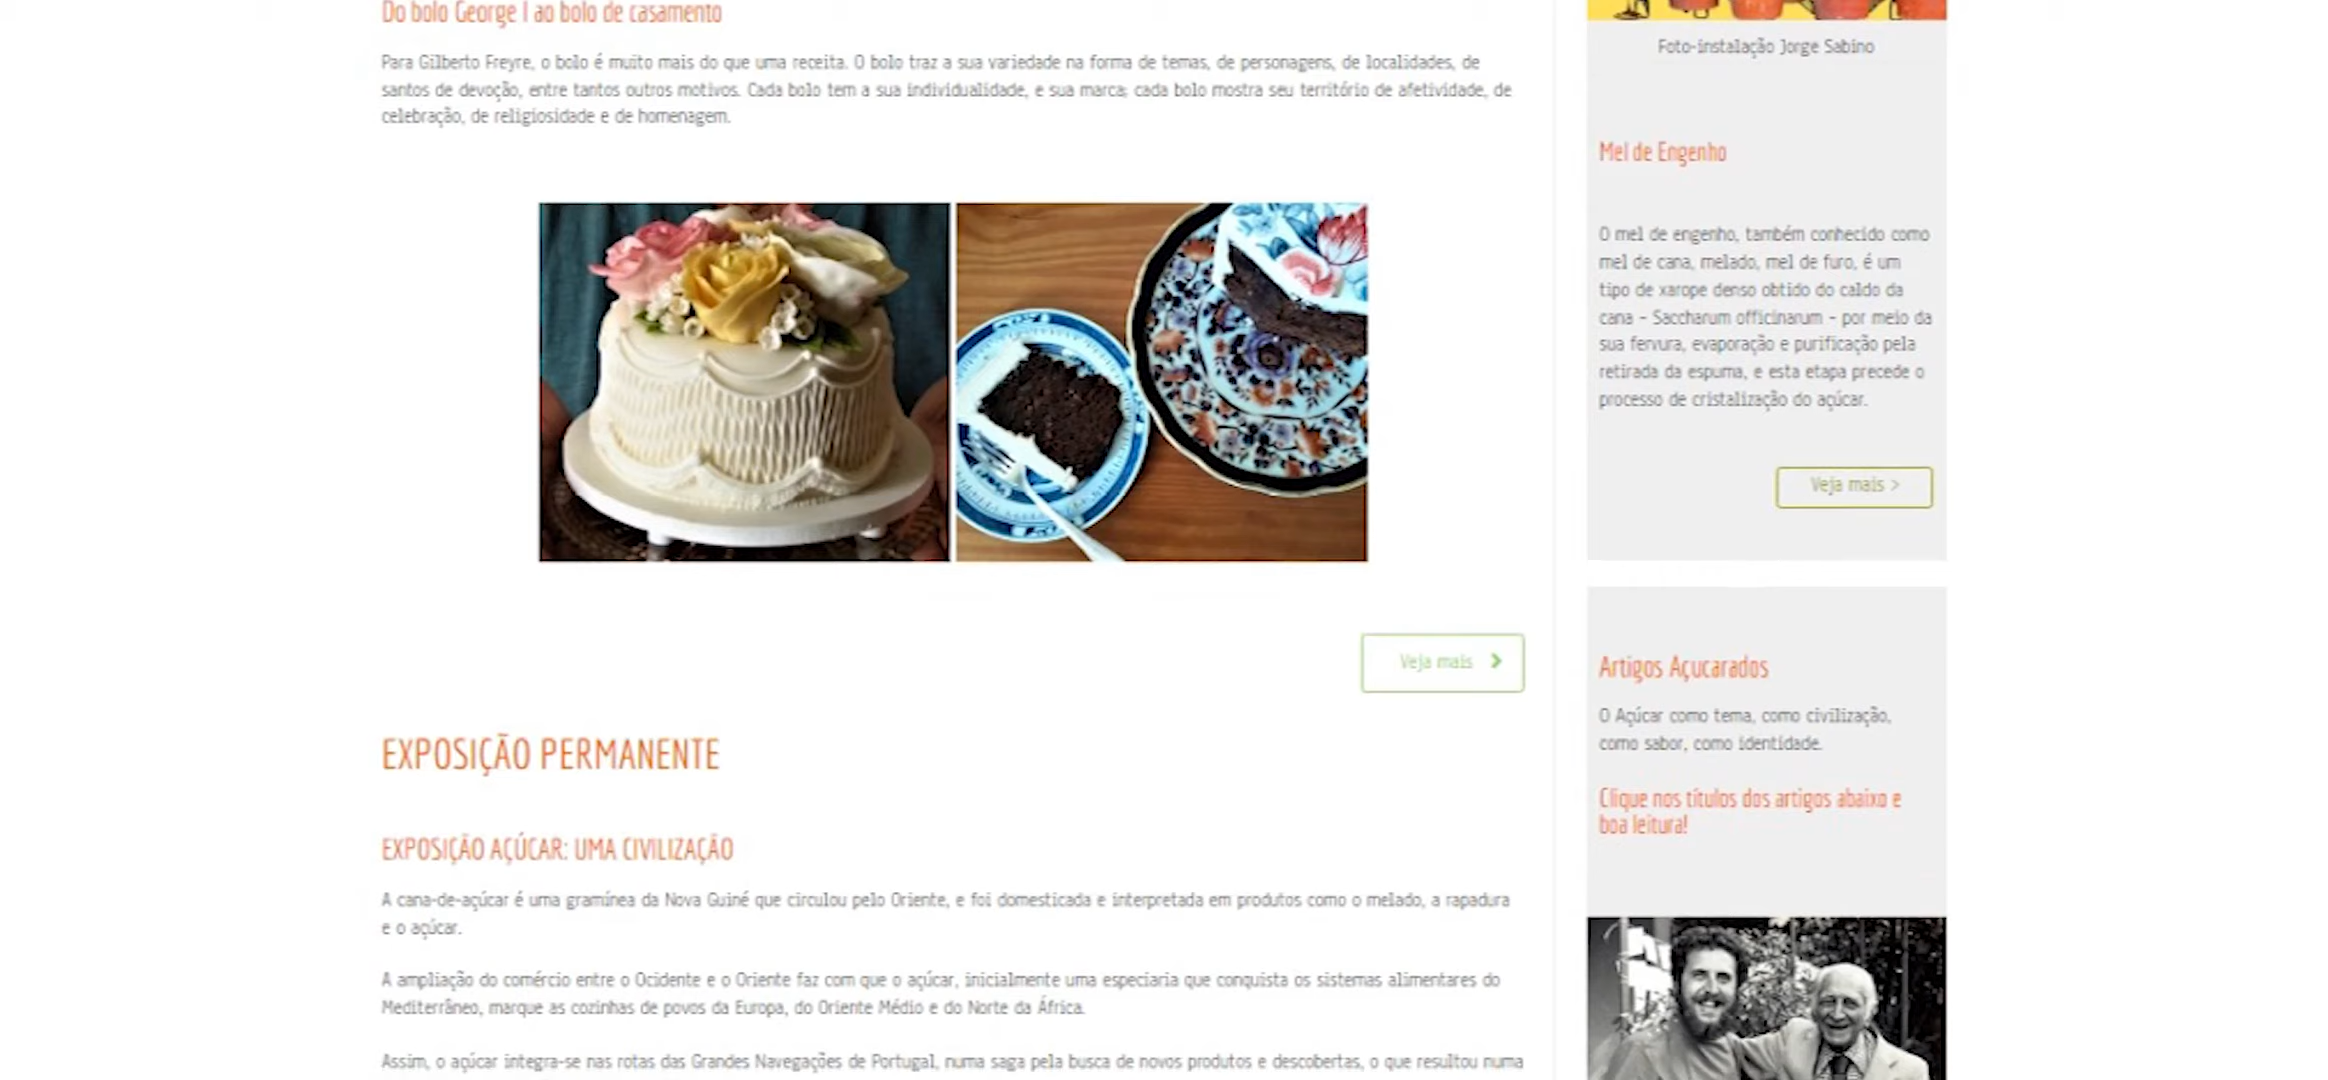 Do bolo George I ao bolo de casamento
Para Gilberto Freyre, o bolo é muito mais do que uma receita. O bolo traz a sua variedade na forma de temas, de personagens, de localidades, de
santos de devoção, entre tantos outros motivos. Cada bolo tem a sua individualidade, e sua marca; cada bolo mostra seu território de afetividade, de
celebração, de religiosidade e de homenagem.
Veja mais
EXPOSIÇÃO PERMANENTE
EXPOSIÇÃO AÇÚCAR: UMA CIVILIZAÇÃO
A cana-de-açúcar é uma gramínea da Nova Guiné que circulou pelo Oriente, e foi domesticada e interpretada em produtos como o melado, a rapadura
e o açúcar.
A ampliação do comércio entre o Ocidente e o Oriente faz com que o açúcar, inicialmente uma especiaria que conquista os sistemas alimentares do
Mediterrâneo, marque as cozinhas de povos da Europa, do Oriente Médio e do Norte da África.
Assim, o açúcar integra-se nas rotas das Grandes Navegações de Portugal, numa saga pela busca de novos produtos e descobertas, o que resultou numa
Foto-instalação Jorge Sabino
Mel de Engenho
O mel de engenho, também conhecido como
mel de cana, melado, mel de furo, é um
tipo de xarope denso obtido do caldo da
cana - Saccharum officinarum - por meio da
sua fervura, evaporação e purificação pela
retirada da espuma, e esta etapa precede o
processo de cristalização do açúcar.
Veja mais >
Artigos Açucarados
O Açúcar como tema, como civilização,
como sabor, como identidade.
Clique nos títulos dos artigos abaixo e
boa leitura!